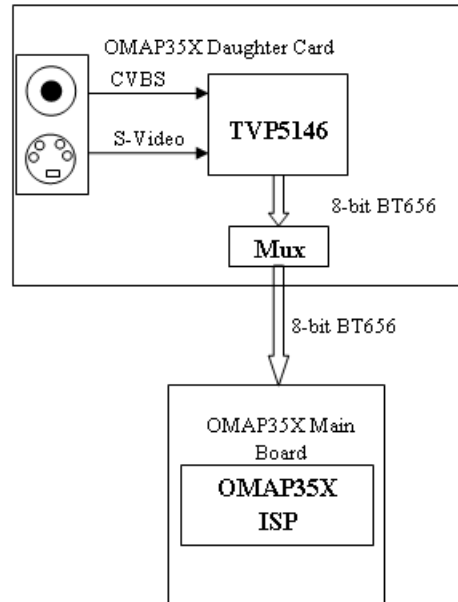 OMAP35X Daughter Card
CVBS
S-Video
TVP5146
8-bit BT656
Mux
8-bit BT656
OMAP35X Main
Board
OMAP35X
ISP